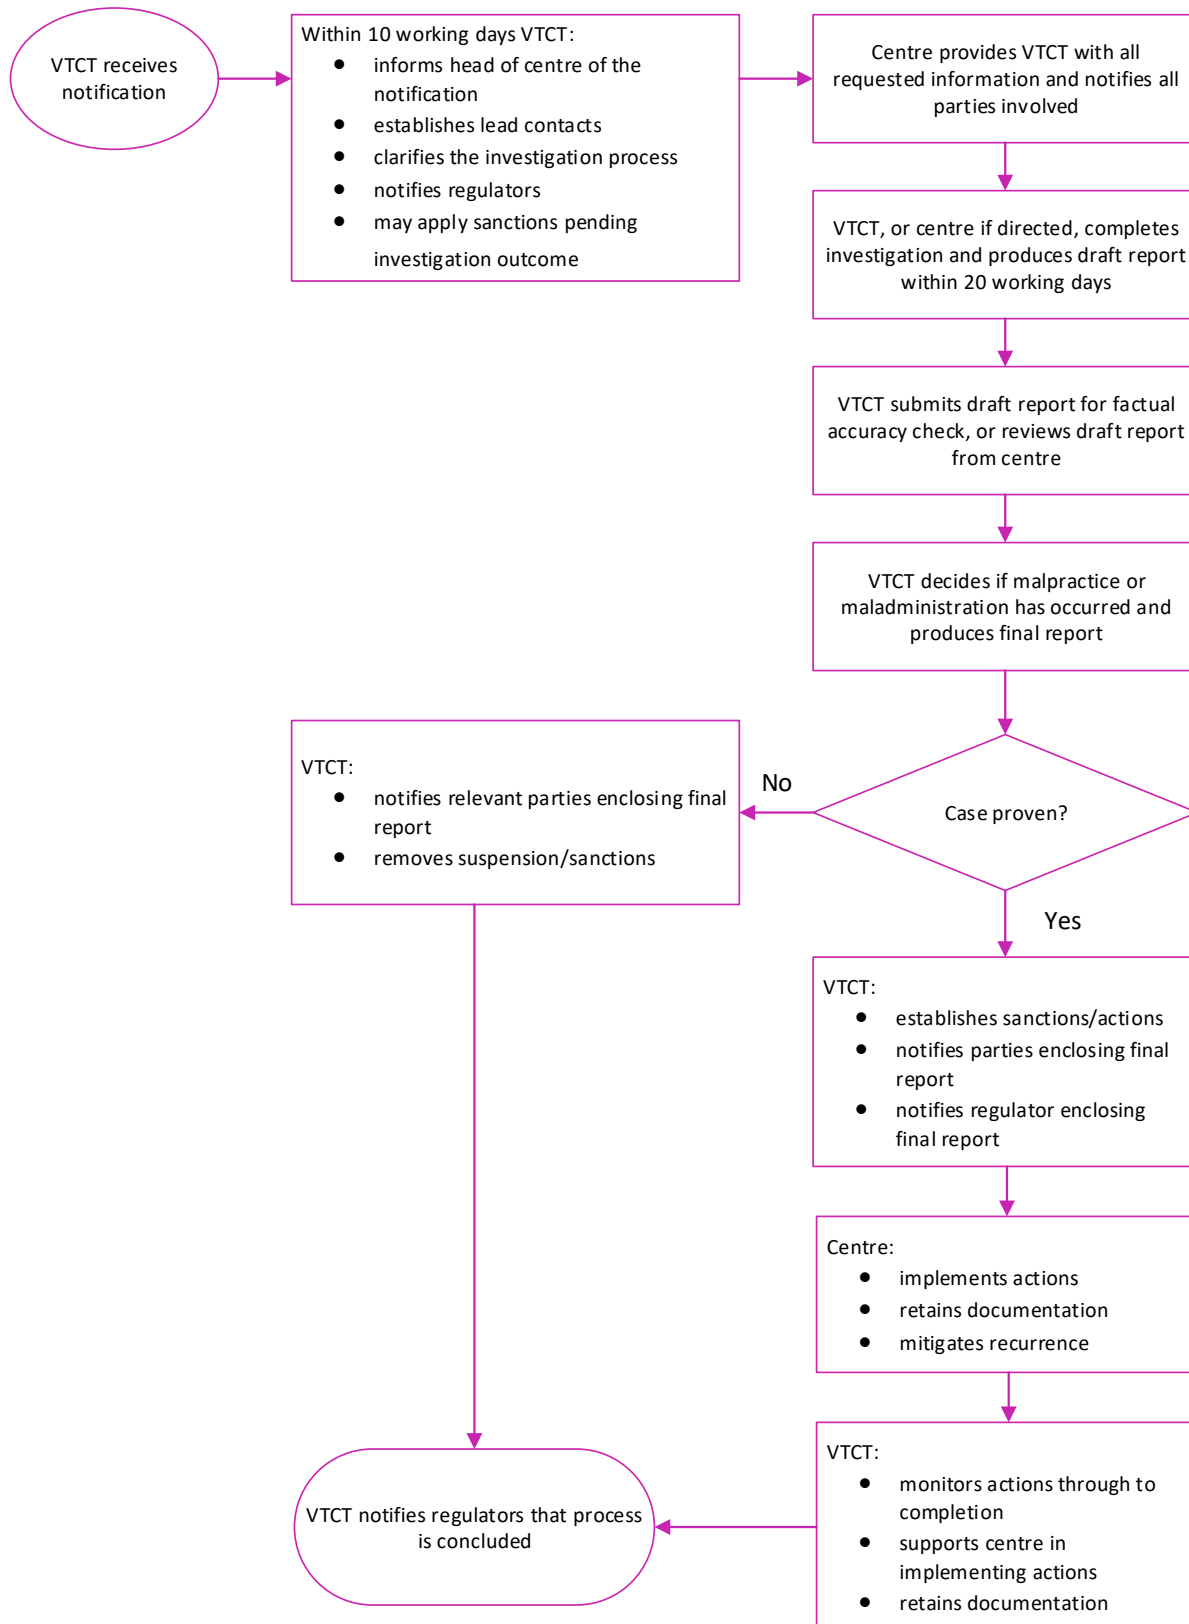 VTCT receives
notification
Within 10 working days VTCT:
● informs head of centre of the
notification
● establishes lead contacts
● clarifies the investigation process
● notifies regulators
● may apply sanctions pending
investigation outcome
Centre provides VTCT with all
requested information and notifies all
parties involved
VTCT, or centre if directed, completes
investigation and produces draft report
within 20 working days
VTCT submits draft report for factual
accuracy check, or reviews draft report
from centre
VTCT decides if malpractice or
maladministration has occurred and
produces final report
Case proven?
No
VTCT:
● notifies relevant parties enclosing final
report
● removes suspension/sanctions
Yes
VTCT:
● establishes sanctions/actions
● notifies parties enclosing final
report
● notifies regulator enclosing
final report
Centre:
● implements actions
● retains documentation
● mitigates recurrence
VTCT:
● monitors actions through to
completion
● supports centre in
implementing actions
● retains documentation
VTCT notifies regulators that process
is concluded